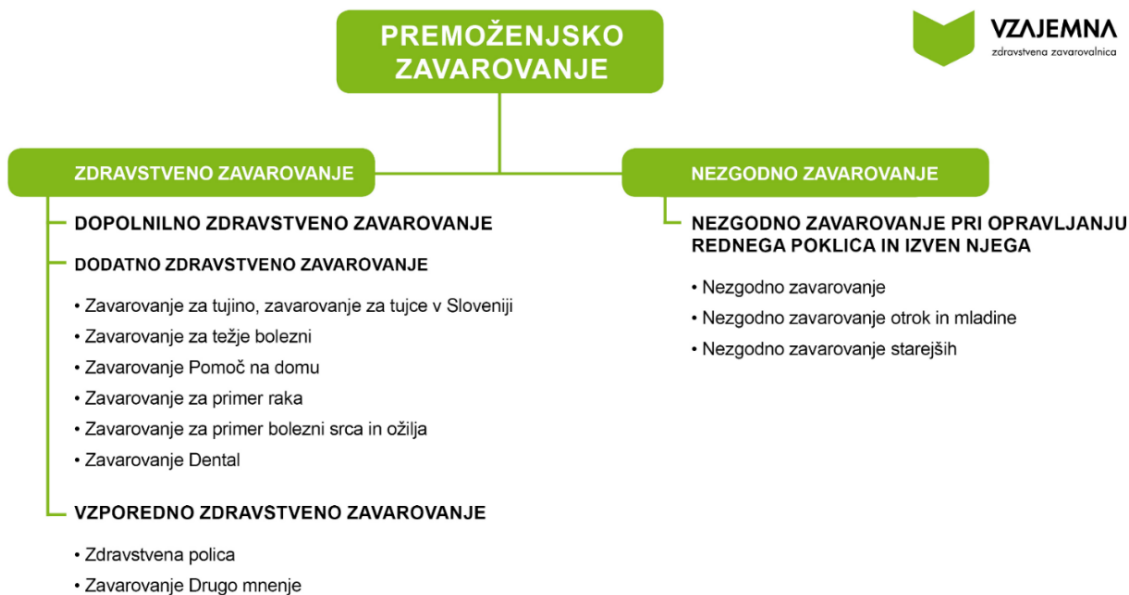 PREMOŽENJSKO
ZAVAROVANJE
VZAJEMNA
zdravstvena zavarovalnica
ZDRAVSTVENO ZAVAROVANJE
DOPOLNILNO ZDRAVSTVENO ZAVAROVANJE
DODATNO ZDRAVSTVENO ZAVAROVANJE
• Zavarovanje za tujino, zavarovanje za tujce v Sloveniji
• Zavarovanje za težje bolezni
• Zavarovanje Pomoč na domu
• Zavarovanje za primer raka
• Zavarovanje za primer bolezni srca in ožilja
• Zavarovanje Dental
VZPOREDNO ZDRAVSTVENO ZAVAROVANJE
• Zdravstvena polica
• Zavarovanje Drugo mnenje
NEZGODNO ZAVAROVANJE
NEZGODNO ZAVAROVANJE PRI OPRAVLJANJU
REDNEGA POKLICA IN IZVEN NJEGA
• Nezgodno zavarovanje
• Nezgodno zavarovanje otrok in mladine
• Nezgodno zavarovanje starejših